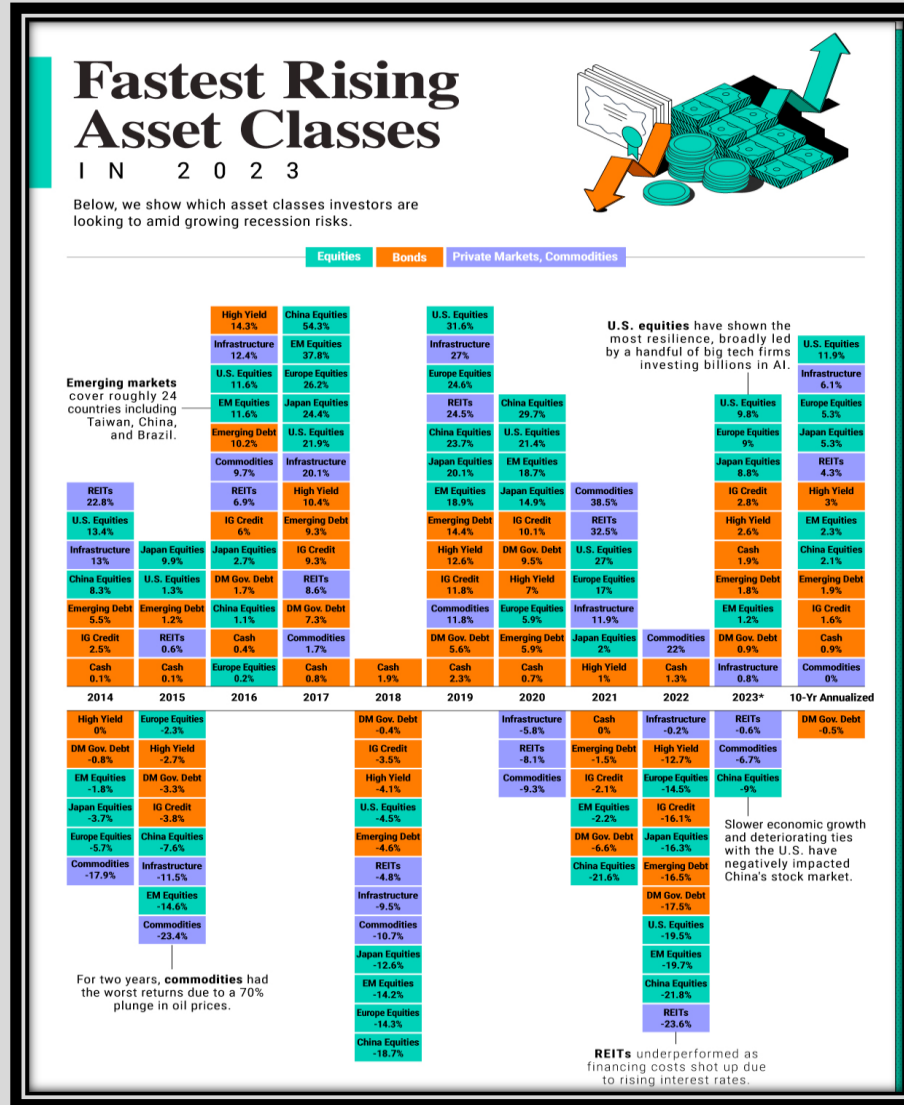 Fastest Rising
Asset Classes
IN 2023
Below, we show which asset classes investors are
looking to amid growing recession risks.
Equities
Bonds
Private Markets, Commodities
Emerging markets
cover roughly 24
countries including
Taiwan, China,
and Brazil.
U.S. equities have shown the
most resilience, broadly led
by a handful of big tech firms
investing billions in AI.
REITs
22.8%
U.S. Equities
13.4%
Infrastructure
13%
China Equities
8.3%
Emerging Debt
5.5%
IG Credit
2.5%
Cash
0.1%
2014
High Yield
0%
DM Gov. Debt
-0.8%
EM Equities
-1.8%
Japan Equities
-3.7%
Europe Equities
-5.7%
Commodities
-17.9%
Japan Equities
9.9%
U.S. Equities
1.3%
Emerging Debt
1.2%
REITs
0.6%
Cash
0.1%
2015
Europe Equities
-2.3%
High Yield
-2.7%
DM Gov. Debt
-3.3%
IG Credit
-3.8%
China Equities
-7.6%
Infrastructure
-11.5%
EM Equities
-14.6%
Commodities
-23.4%
For two years, commodities had
the worst returns due to a 70%
plunge in oil prices.
High Yield
14.3%
Infrastructure
12.4%
U.S. Equities
11.6%
EM Equities
11.6%
Emerging Debt
10.2%
Commodities
9.7%
REITs
6.9%
IG Credit
6%
Japan Equities
2.7%
DM Gov. Debt
1.7%
China Equities
1.1%
Cash
0.4%
Europe Equities
0.2%
2016
China Equities
54.3%
EM Equities
37.8%
Europe Equities
26.2%
Japan Equities
24.4%
U.S. Equities
21.9%
Infrastructure
20.1%
High Yield
10.4%
Emerging Debt
9.3%
IG Credit
9.3%
REITs
8.6%
DM Gov. Debt
7.3%
Commodities
1.7%
Cash
0.8%
2017
Cash
1.9%
2018
DM Gov. Debt
-0.4%
IG Credit
-3.5%
High Yield
-4.1%
U.S. Equities
-4.5%
Emerging Debt
-4.6%
REITs
-4.8%
Infrastructure
-9.5%
Commodities
-10.7%
Japan Equities
-12.6%
EM Equities
-14.2%
Europe Equities
-14.3%
China Equities
-18.7%
U.S. Equities
31.6%
Infrastructure
27%
Europe Equities
24.6%
REITs
24.5%
China Equities
23.7%
Japan Equities
20.1%
EM Equities
18.9%
Emerging Debt
14.4%
High Yield
12.6%
IG Credit
11.8%
Commodities
11.8%
DM Gov. Debt
5.6%
Cash
2.3%
2019
China Equities
29.7%
U.S. Equities
21.4%
EM Equities
18.7%
Japan Equities
14.9%
IG Credit
10.1%
DM Gov. Debt
9.5%
High Yield
7%
Europe Equities
5.9%
Emerging Debt
5.9%
Cash
0.7%
2020
Infrastructure
-5.8%
REITs
-8.1%
Commodities
-9.3%
Commodities
38.5%
REITs
32.5%
U.S. Equities
27%
Europe Equities
17%
Infrastructure
11.9%
Japan Equities
2%
High Yield
1%
2021
Cash
0%
Emerging Debt
-1.5%
IG Credit
-2.1%
EM Equities
-2.2%
DM Gov. Debt
-6.6%
China Equities
-21.6%
Commodities
22%
Cash
1.3%
2022
Infrastructure
-0.2%
High Yield
-12.7%
Europe Equities
-14.5%
IG Credit
-16.1%
Japan Equities
-16.3%
Emerging Debt
-16.5%
DM Gov. Debt
-17.5%
U.S. Equities
-19.5%
EM Equities
-19.7%
China Equities
-21.8%
REITs
-23.6%
REITs underperformed as
financing costs shot up due
to rising interest rates.
U.S. Equities
9.8%
Europe Equities
9%
Japan Equities
8.8%
IG Credit
2.8%
High Yield
2.6%
Cash
1.9%
Emerging Debt
1.8%
EM Equities
1.2%
DM Gov. Debt
0.9%
Infrastructure
0.8%
2023*
REITs
-0.6%
Commodities
-6.7%
China Equities
-9%
Slower economic growth
and deteriorating ties
with the U.S. have
negatively impacted
China's stock market.
U.S. Equities
11.9%
Infrastructure
6.1%
Europe Equities
5.3%
Japan Equities
5.3%
REITs
4.3%
High Yield
3%
EM Equities
2.3%
China Equities
2.1%
Emerging Debt
1.9%
IG Credit
1.6%
Cash
0.9%
Commodities
0%
10-Yr Annualized
DM Gov. Debt
-0.5%